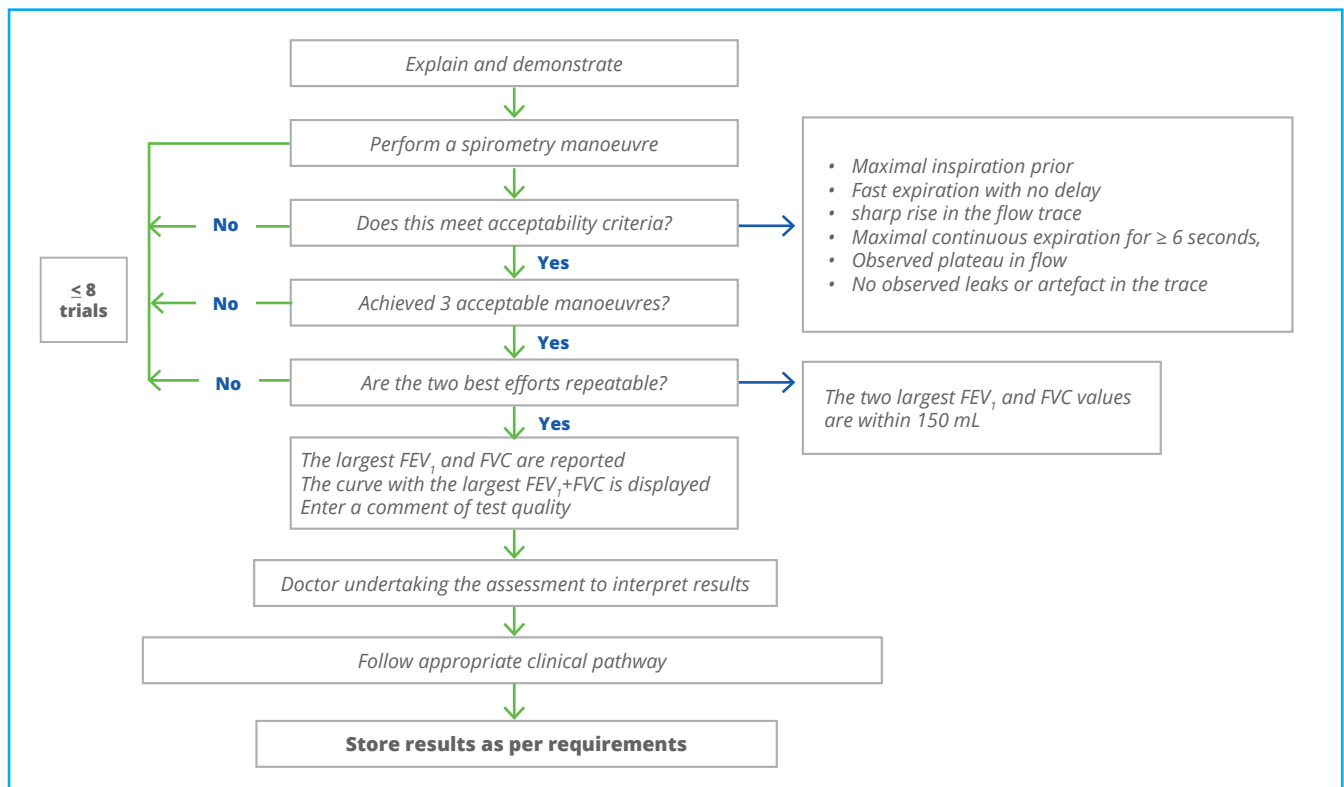 Explain and demonstrate
Perform a spirometry manoeuvre
• Maximal inspiration prior
• Fast expiration with no delay
• sharp rise in the flow trace
• Maximal continuous expiration for ≥ 6 seconds,
• Observed plateau in flow
• No observed leaks or artefact in the trace
No
Does this meet acceptability criteria?
Yes
≤ 8
trials
No
Achieved 3 acceptable manoeuvres?
Yes
No
Are the two best efforts repeatable?
The two largest FEV₁ and FVC values
are within 150 mL
Yes
The largest FEV₁ and FVC are reported
The curve with the largest FEV₁+FVC is displayed
Enter a comment of test quality
Doctor undertaking the assessment to interpret results
Follow appropriate clinical pathway
Store results as per requirements